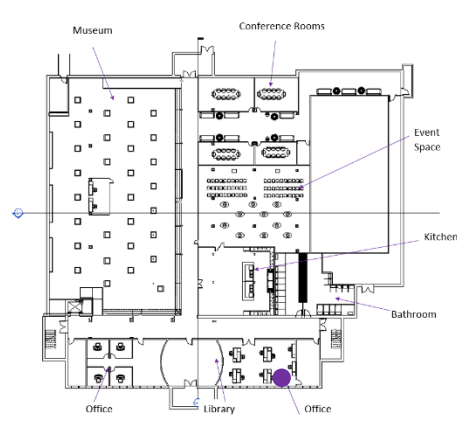 Museum
Conference Rooms
Event
Space
Kitchen
Bathroom
Office
Library
Office